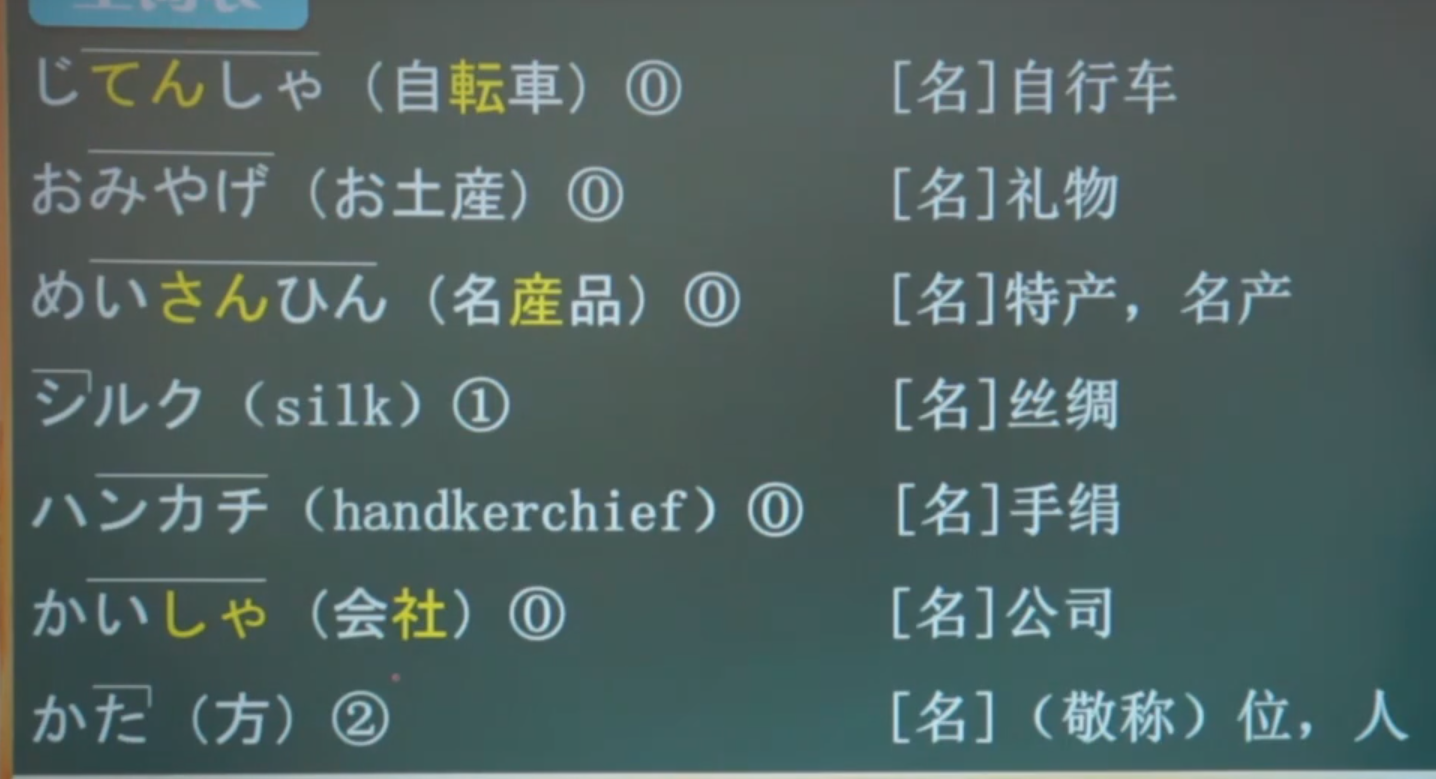 じてんしゃ（自転車）⓪ [名]自行车
おみやげ（お土産）⓪ [名]礼物
めいさんひん（名産品）⓪ [名]特产，名产
シルク（silk）① [名]丝绸
ハンカチ（handkerchief）⓪ [名]手绢
かいしゃ（会社）⓪ [名]公司
かた（方）② [名]（敬称）位，人